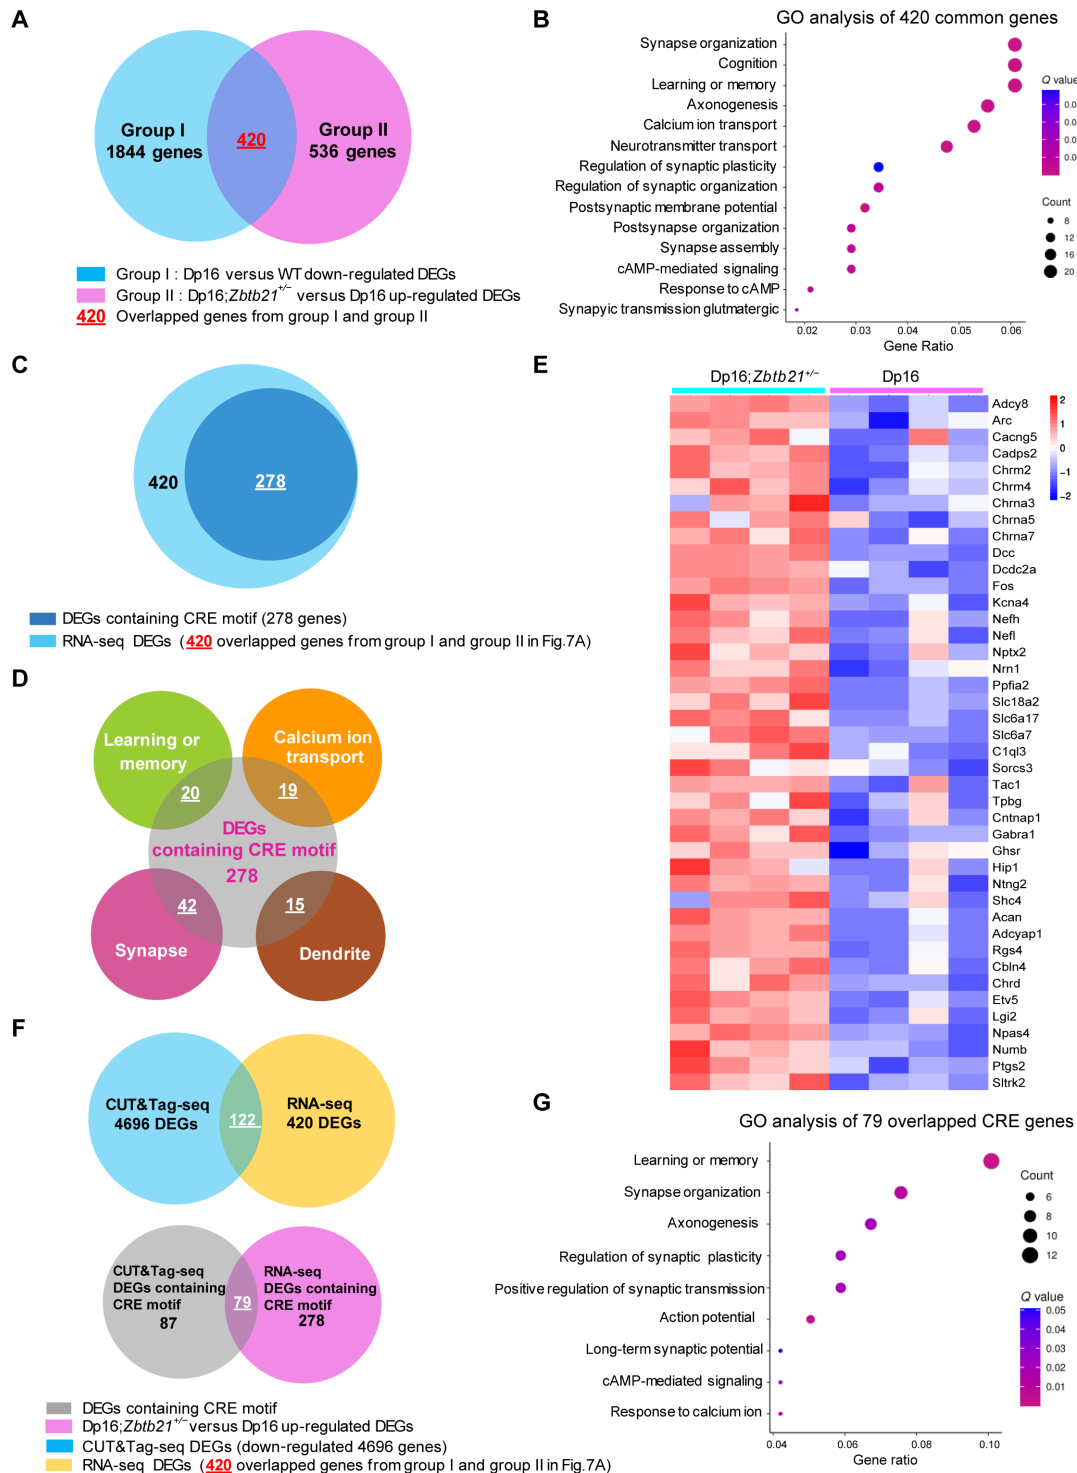 A
Group I
1844 genes
420
Group II
536 genes
Group I : Dp16 versus WT down-regulated DEGs
Group II : Dp16;Zbtb21+/− versus Dp16 up-regulated DEGs
420 Overlapped genes from group I and group II
B
GO analysis of 420 common genes
Synapse organization
Cognition
Learning or memory
Axonogenesis
Calcium ion transport
Neurotransmitter transport
Regulation of synaptic plasticity
Regulation of synaptic organization
Postsynaptic membrane potential
Postsynapse organization
Synapse assembly
cAMP-mediated signaling
Response to cAMP
Synapyic transmission glutmatergic
0.02 0.03 0.04 0.05 0.06
Gene Ratio
Q value
0.0
0.0
0.0
0.0
Count
8
12
16
20
C
420
278
DEGs containing CRE motif (278 genes)
RNA-seq DEGs (420 overlapped genes from group I and group II in Fig.7A)
D
Learning or
memory
Calcium ion
transport
20
19
DEGs
containing CRE motif
278
42
15
Synapse
Dendrite
E
Dp16;Zbtb21+/−
Dp16
Adcy8
Arc
Cacng5
Cadps2
Chrm2
Chrm4
Chrna3
Chrna5
Chrna7
Dcc
Dcdc2a
Fos
Kcna4
Nefh
Nefl
Nptx2
Nrn1
Ppfia2
Slc18a2
Slc6a17
Slc6a7
C1ql3
Sorcs3
Tac1
Tpbg
Cntnap1
Gabra1
Ghsr
Hip1
Ntng2
Shc4
Acan
Adcyap1
Rgs4
Cbln4
Chrd
Etv5
Lgi2
Npas4
Numb
Ptgs2
Sltrk2
2
1
0
−1
−2
F
CUT&Tag-seq
4696 DEGs
122
RNA-seq
420 DEGs
CUT&Tag-seq
DEGs containing
CRE motif
87
79
RNA-seq
DEGs containing
CRE motif
278
DEGs containing CRE motif
Dp16;Zbtb21+/− versus Dp16 up-regulated DEGs
CUT&Tag-seq DEGs (down-regulated 4696 genes)
RNA-seq DEGs (420 overlapped genes from group I and group II in Fig.7A)
G
GO analysis of 79 overlapped CRE genes
Learning or memory
Synapse organization
Axonogenesis
Regulation of synaptic plasticity
Positive regulation of synaptic transmission
Action potential
Long-term synaptic potential
cAMP-mediated signaling
Response to calcium ion
0.04 0.06 0.08 0.10
Gene ratio
Count
6
8
10
12
Q value
0.05
0.04
0.03
0.02
0.01